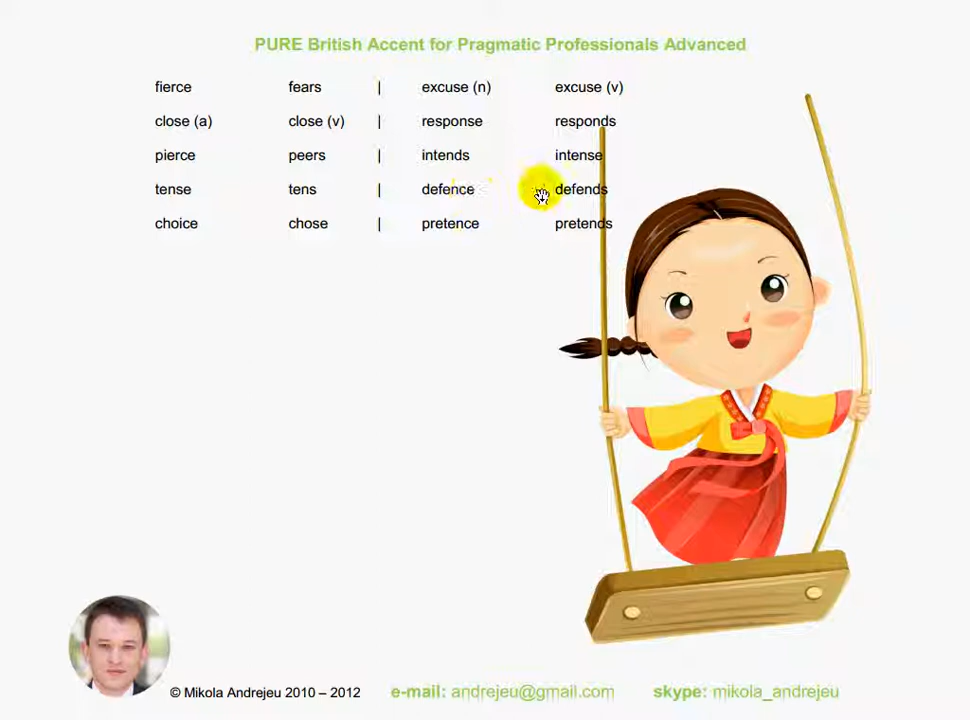 PURE British Accent for Pragmatic Professionals Advanced
fierce fears | excuse (n) excuse (v)
close (a) close (v) | response responds
pierce peers | intends intense
tense tens | defence defends
choice chose | pretence pretends
© Mikola Andrejeu 2010 – 2012 e-mail: andrejeu@gmail.com skype: mikola_andrejeu